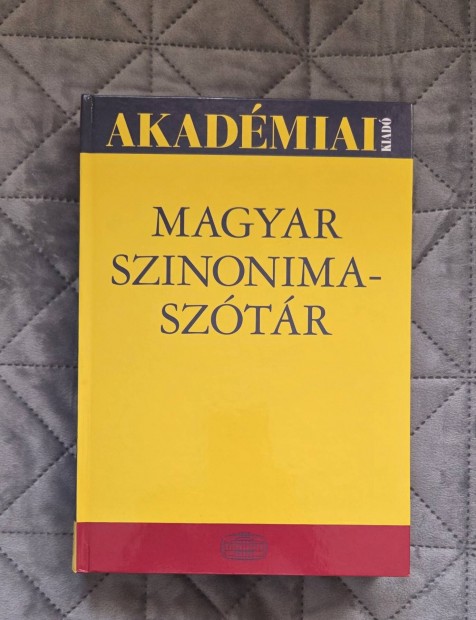 AKADÉMIAI KIADÓ
MAGYAR
SZINONIMA-
SZÓTÁR